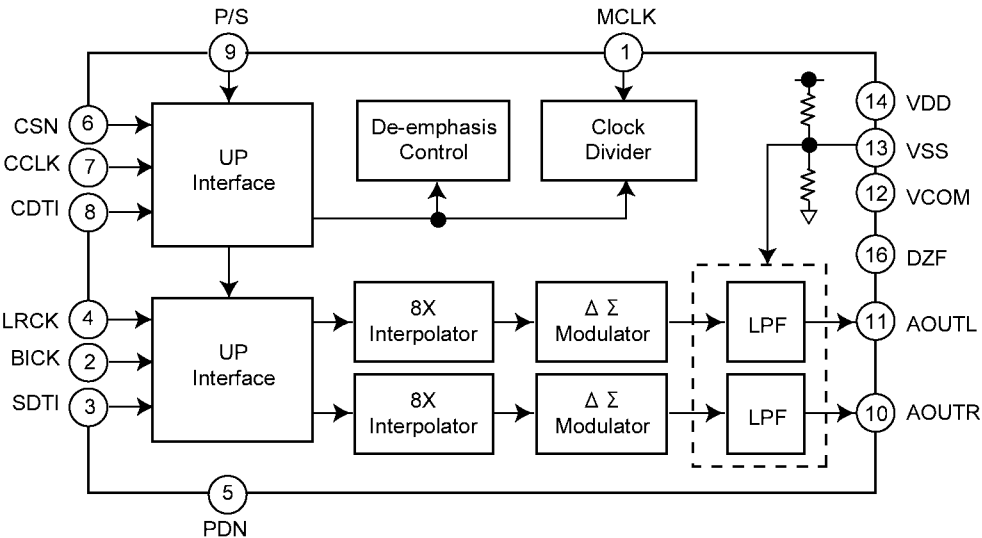 P/S
MCLK
9
1
CSN
6
CCLK
7
CDTI
8
UP
Interface
De-emphasis
Control
Clock
Divider
14
VDD
13
VSS
12
VCOM
16
DZF
LRCK
4
BICK
2
SDTI
3
UP
Interface
8X
Interpolator
Δ Σ
Modulator
LPF
11
AOUTL
8X
Interpolator
Δ Σ
Modulator
LPF
10
AOUTR
5
PDN